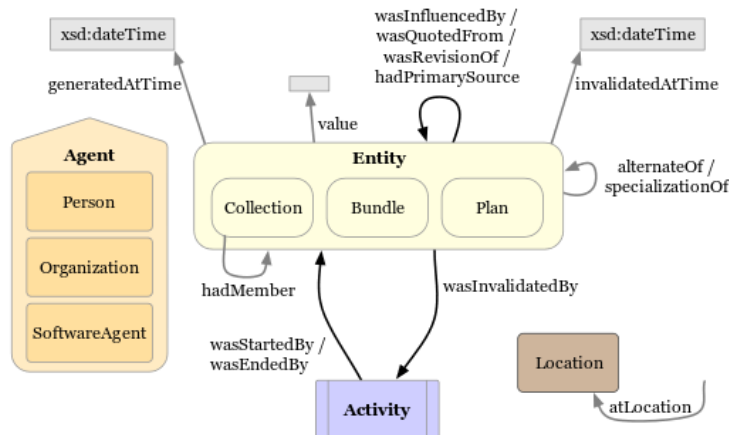 xsd:dateTime
wasInfluencedBy /
wasQuotedFrom /
wasRevisionOf /
hadPrimarySource
xsd:dateTime
generatedAtTime
value
invalidatedAtTime
Agent
Person
Organization
SoftwareAgent
Entity
Collection
Bundle
Plan
alternateOf /
specializationOf
hadMember
wasInvalidatedBy
wasStartedBy /
wasEndedBy
Activity
Location
atLocation